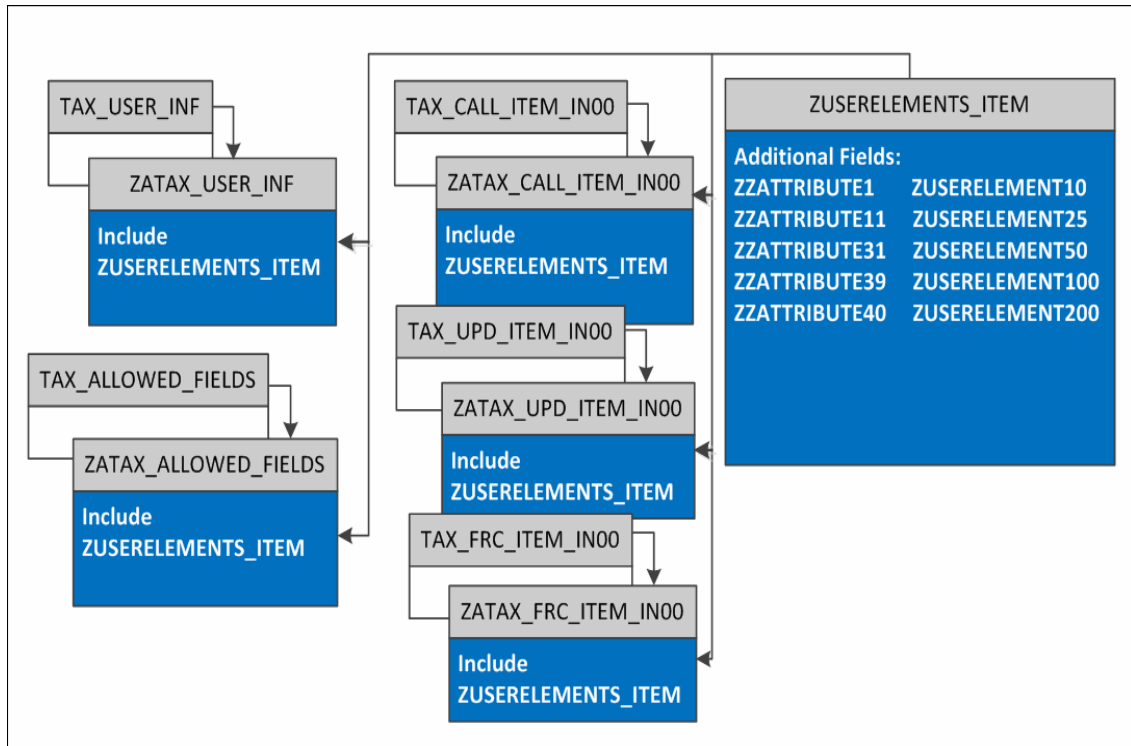 TAX_USER_INF
ZATAX_USER_INF
Include
ZUSERELEMENTS_ITEM
TAX_ALLOWED_FIELDS
ZATAX_ALLOWED_FIELDS
Include
ZUSERELEMENTS_ITEM
TAX_CALL_ITEM_IN00
ZATAX_CALL_ITEM_IN00
Include
ZUSERELEMENTS_ITEM
TAX_UPD_ITEM_IN00
ZATAX_UPD_ITEM_IN00
Include
ZUSERELEMENTS_ITEM
TAX_FRC_ITEM_IN00
ZATAX_FRC_ITEM_IN00
Include
ZUSERELEMENTS_ITEM
ZUSERELEMENTS_ITEM
Additional Fields:
ZZATTRIBUTE1 ZUSERELEMENT10
ZZATTRIBUTE11 ZUSERELEMENT25
ZZATTRIBUTE31 ZUSERELEMENT50
ZZATTRIBUTE39 ZUSERELEMENT100
ZZATTRIBUTE40 ZUSERELEMENT200